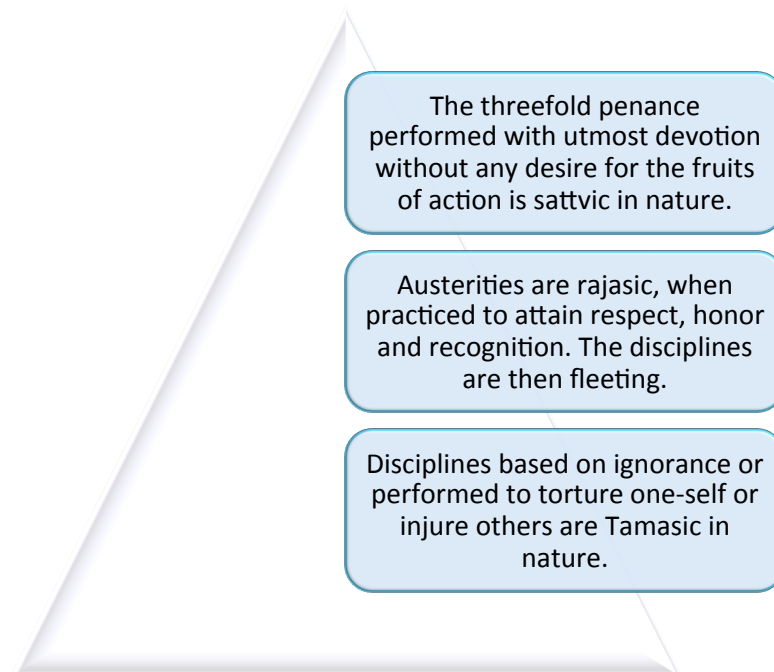 The threefold penance
performed with utmost devotion
without any desire for the fruits
of action is sattvic in nature.
Austerities are rajasic, when
practiced to attain respect, honor
and recognition. The disciplines
are then fleeting.
Disciplines based on ignorance or
performed to torture one-self or
injure others are Tamasic in
nature.